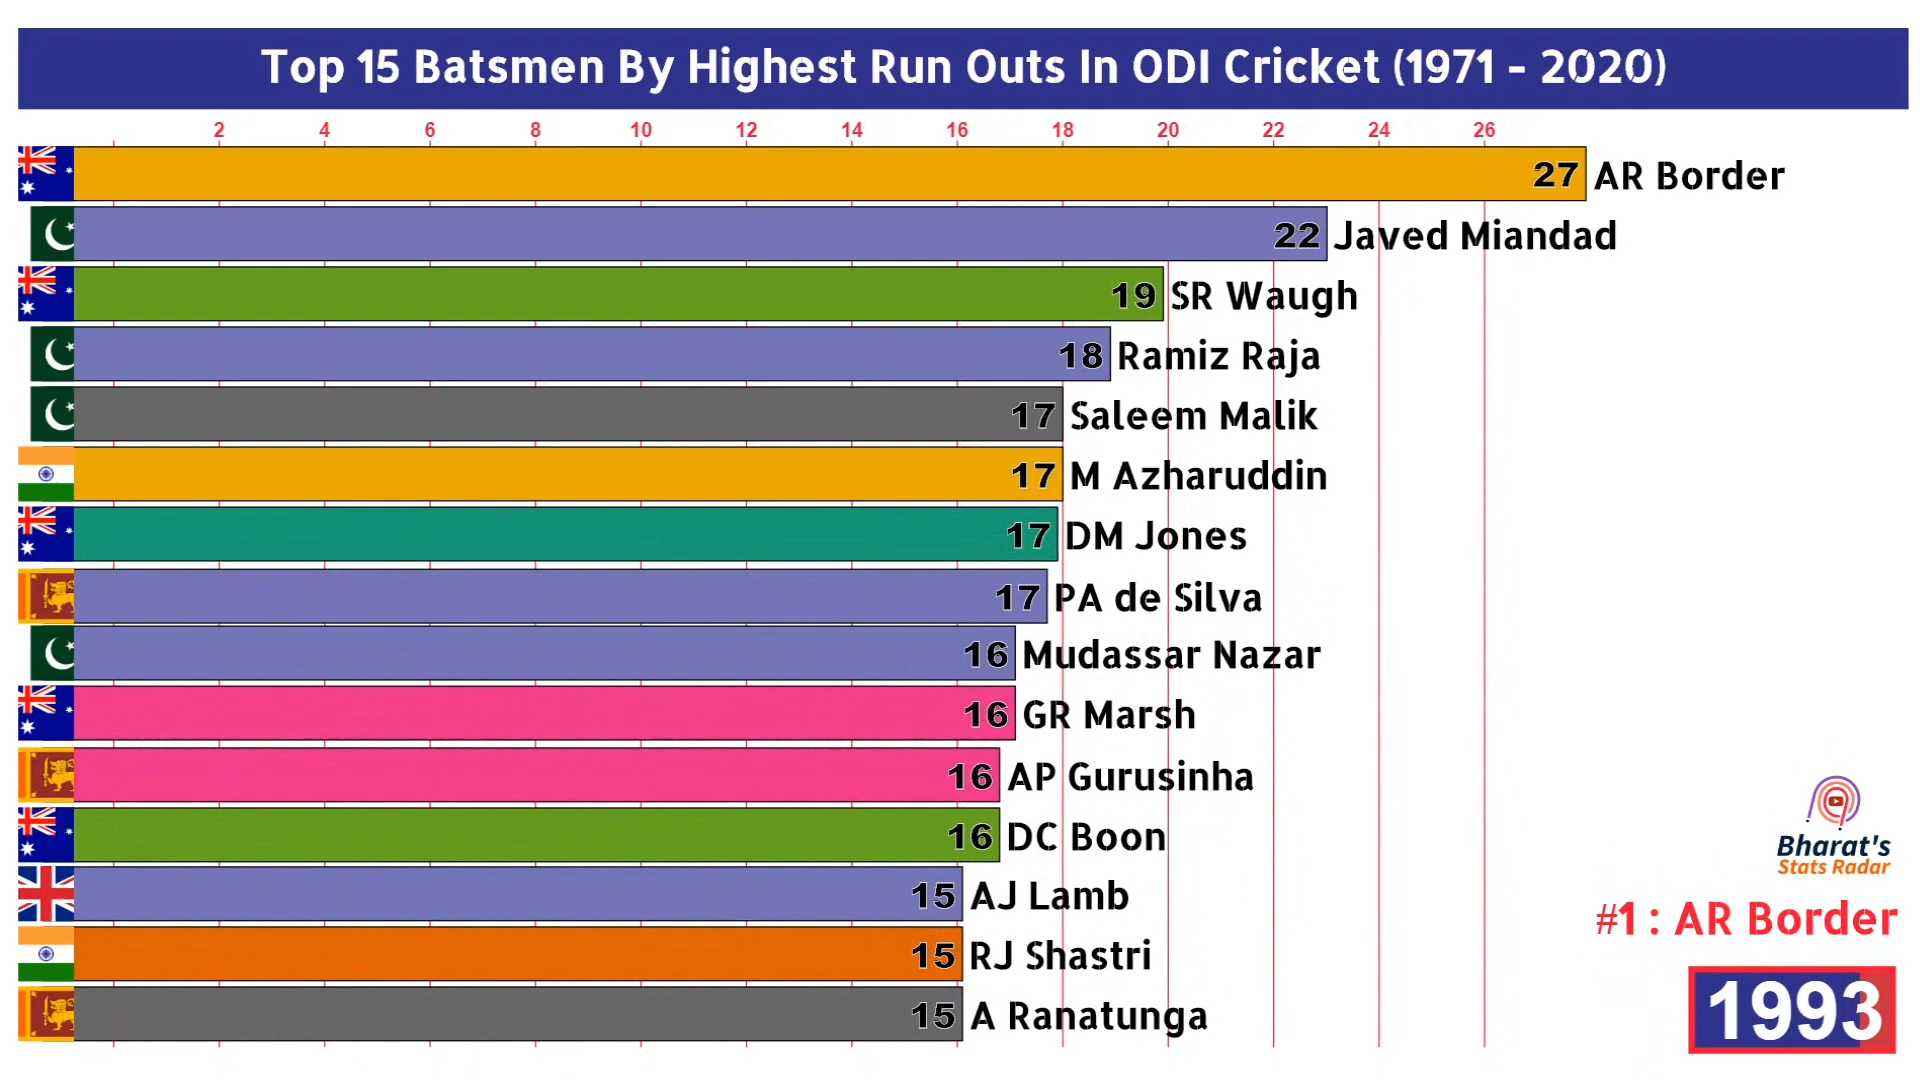 Top 15 Batsmen By Highest Run Outs In ODI Cricket (1971 - 2020)
2 4 6 8 10 12 14 16 18 20 22 24 26
27 AR Border
22 Javed Miandad
19 SR Waugh
18 Ramiz Raja
17 Saleem Malik
17 M Azharuddin
17 DM Jones
17 PA de Silva
16 Mudassar Nazar
16 GR Marsh
16 AP Gurusinha
16 DC Boon
15 AJ Lamb
15 RJ Shastri
15 A Ranatunga
Bharat's
Stats Radar
#1 : AR Border
1993